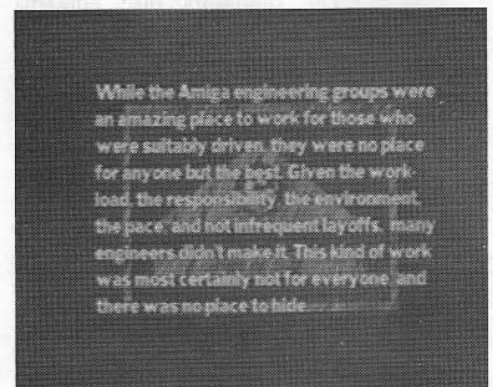 While the Amiga engineering groups were
an amazing place to work for those who
were suitably driven, they were no place
for anyone but the best. Given the work-
load, the responsibility, the environment,
the pace, and not infrequent layoffs, many
engineers didn't make it. This kind of work
was most certainly not for everyone, and
there was no place to hide.